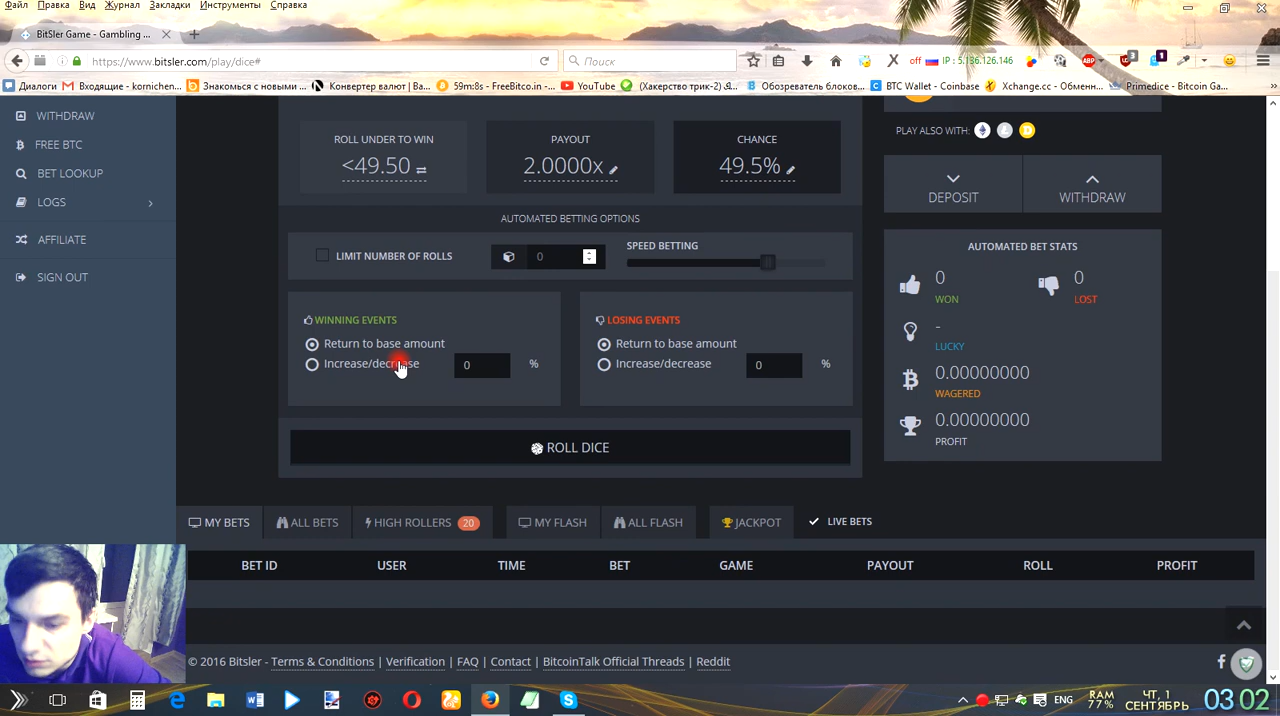 Файл Правка Вид Журнал Закладки Инструменты Справка
BitSler Game - Gambling ...
https://www.bitsler.com/play/dice#
Поиск
ABP
3
1
off IP : 5.136.126.146
Диалоги
Входящие - kornichen...
Знакомься с новыми ...
Конвертер валют | Ва...
59m:8s - FreeBitco.in -...
YouTube
(Хакерство трик-2) Я...
Обозреватель блоков...
BTC Wallet - Coinbase
Xchange.cc - Обменн...
Primedice - Bitcoin Ga...
WITHDRAW
FREE BTC
BET LOOKUP
LOGS
AFFILIATE
SIGN OUT
ROLL UNDER TO WIN
<49.50
PAYOUT
2.0000x
CHANCE
49.5%
AUTOMATED BETTING OPTIONS
LIMIT NUMBER OF ROLLS
0
SPEED BETTING
WINNING EVENTS
Return to base amount
Increase/decrease
0 %
LOSING EVENTS
Return to base amount
Increase/decrease
0 %
ROLL DICE
PLAY ALSO WITH:
DEPOSIT
WITHDRAW
AUTOMATED BET STATS
0
WON
0
LOST
-
LUCKY
0.00000000
WAGERED
0.00000000
PROFIT
MY BETS
ALL BETS
HIGH ROLLERS 20
MY FLASH
ALL FLASH
JACKPOT
LIVE BETS
BET ID USER TIME BET GAME PAYOUT ROLL PROFIT
© 2016 Bitsler - Terms & Conditions | Verification | FAQ | Contact | BitcoinTalk Official Threads | Reddit
ENG
RAM
77 %
ЧТ, 1
СЕНТЯБРЬ
03 02